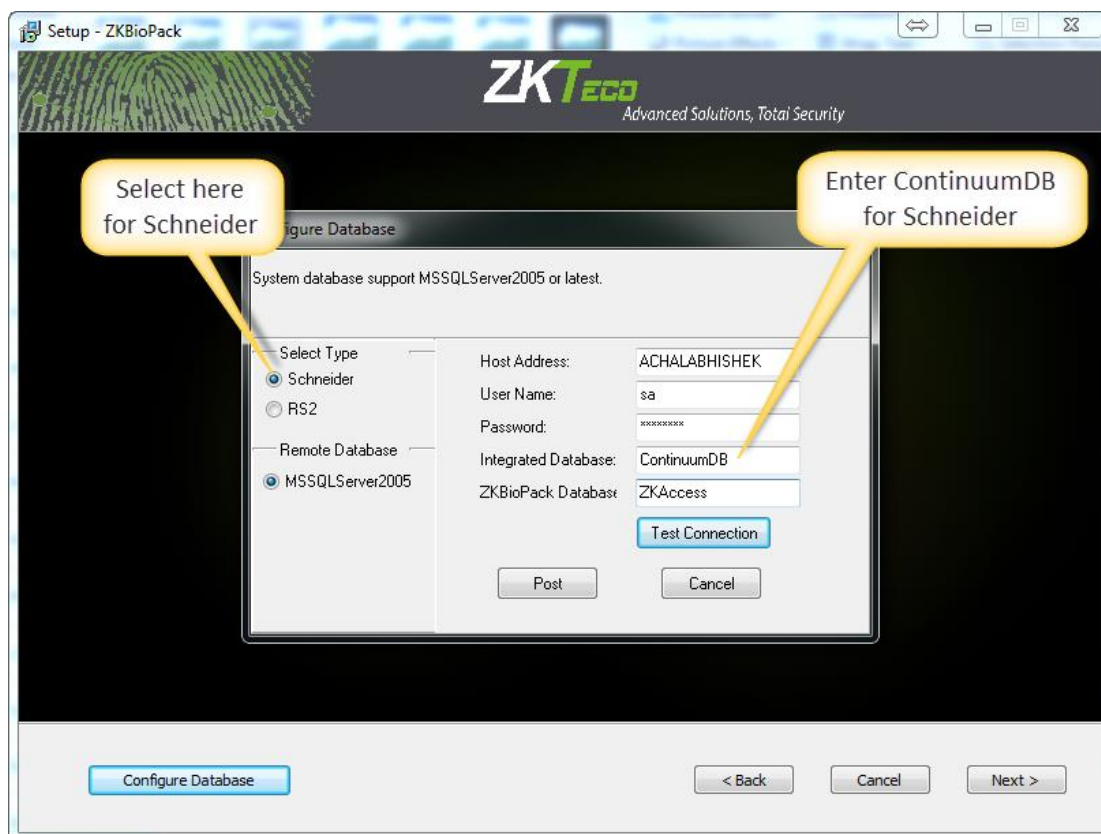 Setup - ZKBioPack
ZKTECO
Advanced Solutions, Total Security
Select here
for Schneider
Enter ContinuumDB
for Schneider
igure Database
System database support MSSQLServer2005 or latest.
Select Type
Schneider
RS2
Remote Database
MSSQLServer2005
Host Address:
ACHALABHISHEK
User Name:
sa
Password:
********
Integrated Database:
ContinuumDB
ZKBioPack Database
ZKAccess
Test Connection
Post
Cancel
Configure Database
< Back
Cancel
Next >